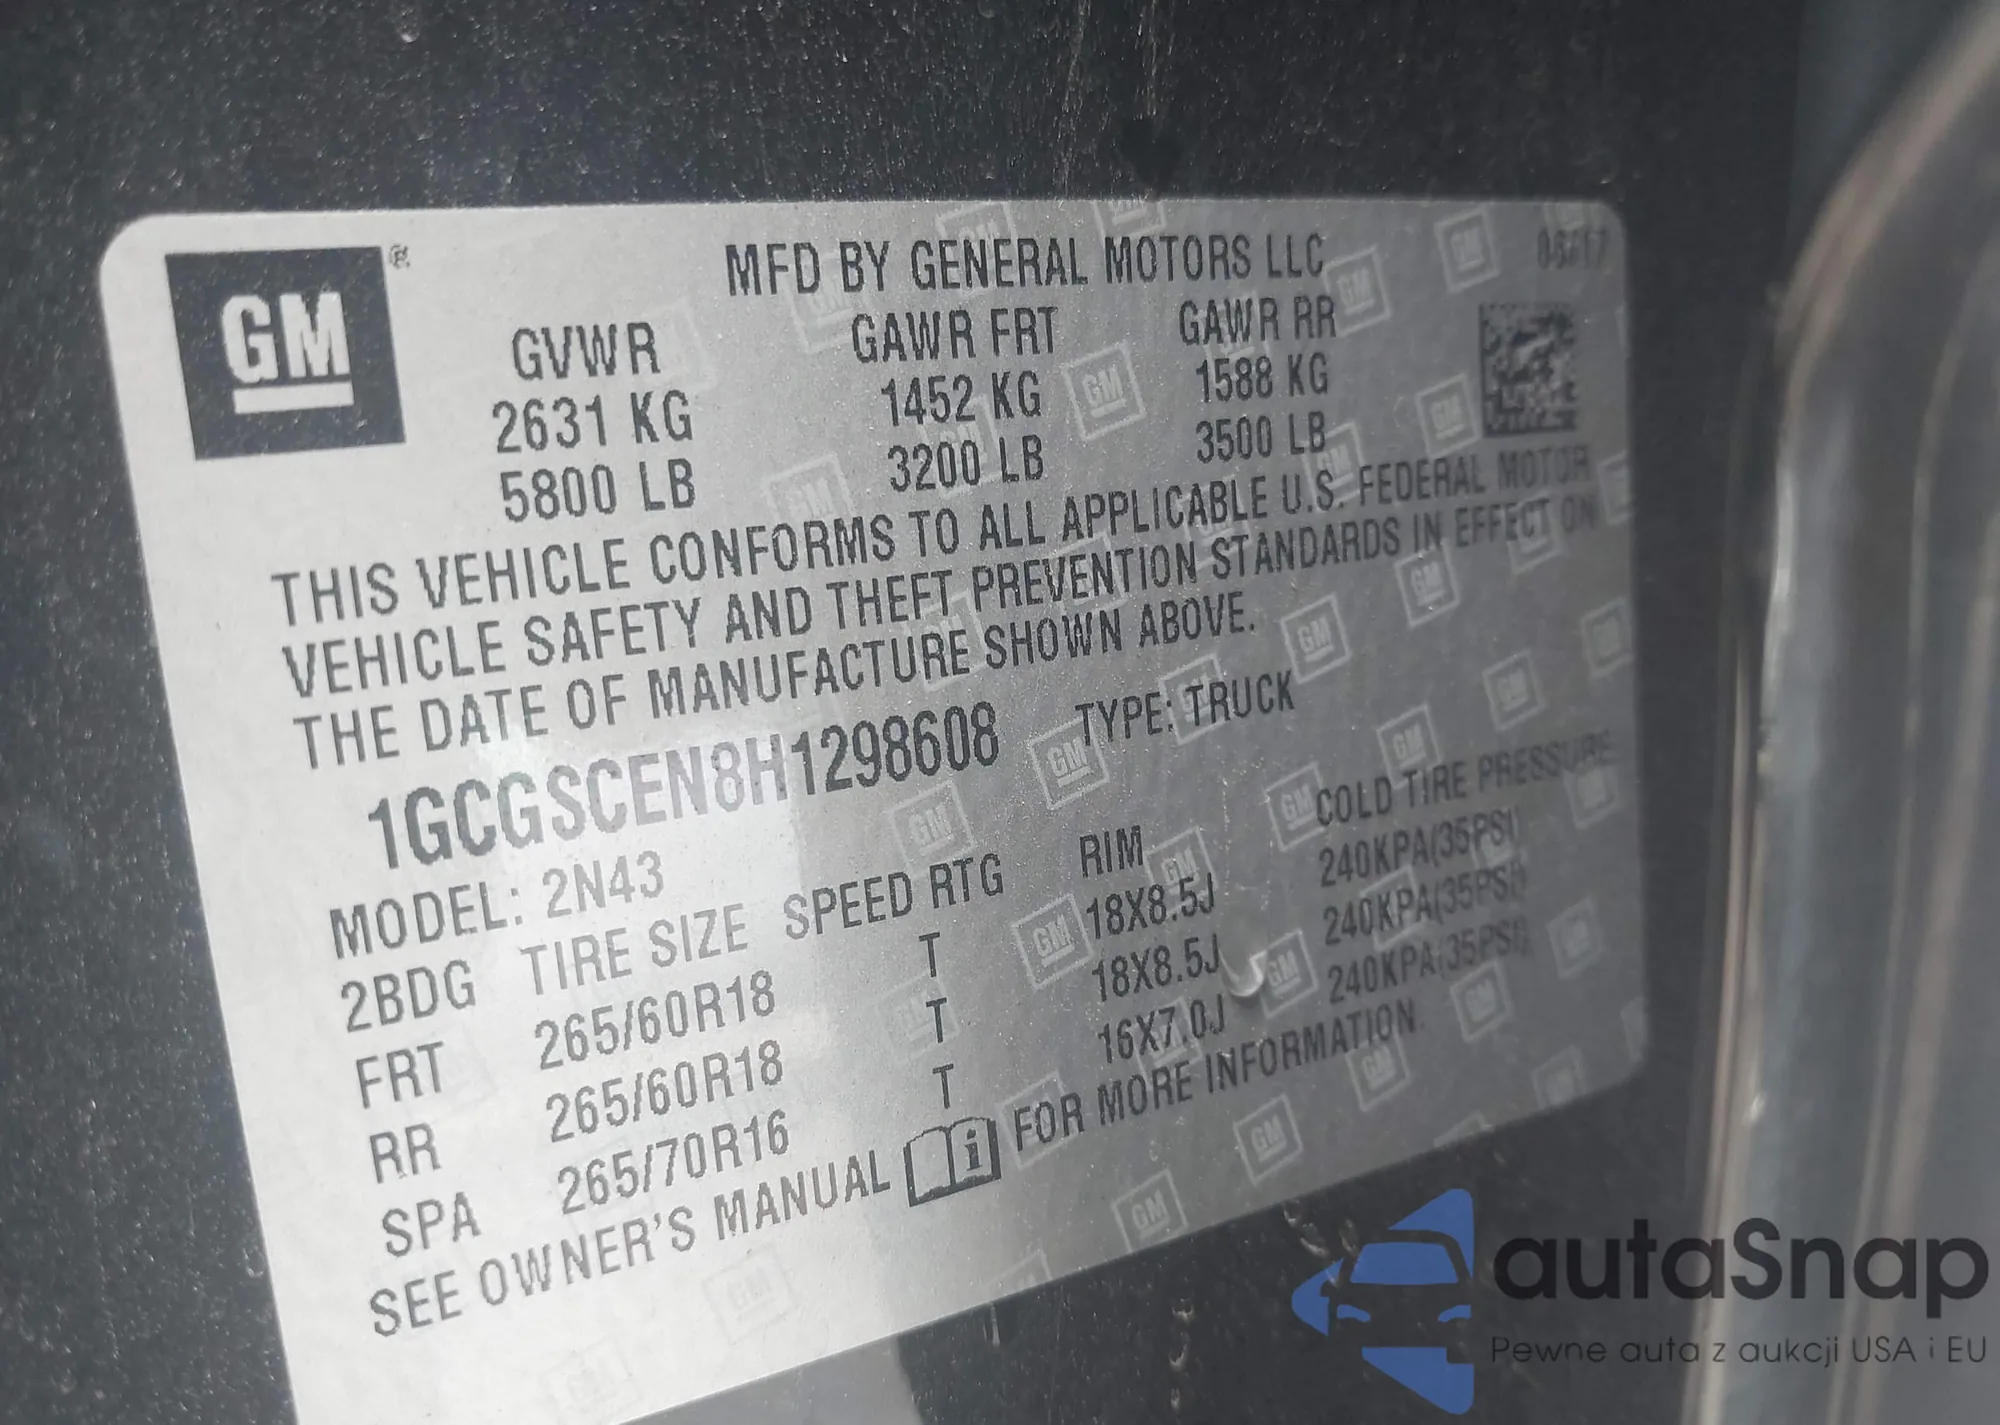 GM ®
MFD BY GENERAL MOTORS LLC
GVWR GAWR FRT GAWR RR
2631 KG 1452 KG 1588 KG
5800 LB 3200 LB 3500 LB
THIS VEHICLE CONFORMS TO ALL APPLICABLE U.S. FEDERAL MOTOR
VEHICLE SAFETY AND THEFT PREVENTION STANDARDS IN EFFECT ON
THE DATE OF MANUFACTURE SHOWN ABOVE.
1GCGSCEN8H1298608 TYPE: TRUCK
MODEL: 2N43
2BDG TIRE SIZE SPEED RTG RIM COLD TIRE PRESSURE
FRT 265/60R18 T 18X8.5J 240KPA(35PSI)
RR 265/60R18 T 18X8.5J 240KPA(35PSI)
SPA 265/70R16 T 16X7.0J 240KPA(35PSI)
SEE OWNER'S MANUAL i FOR MORE INFORMATION.
autaSnap
Pewne auta z aukcji USA i EU